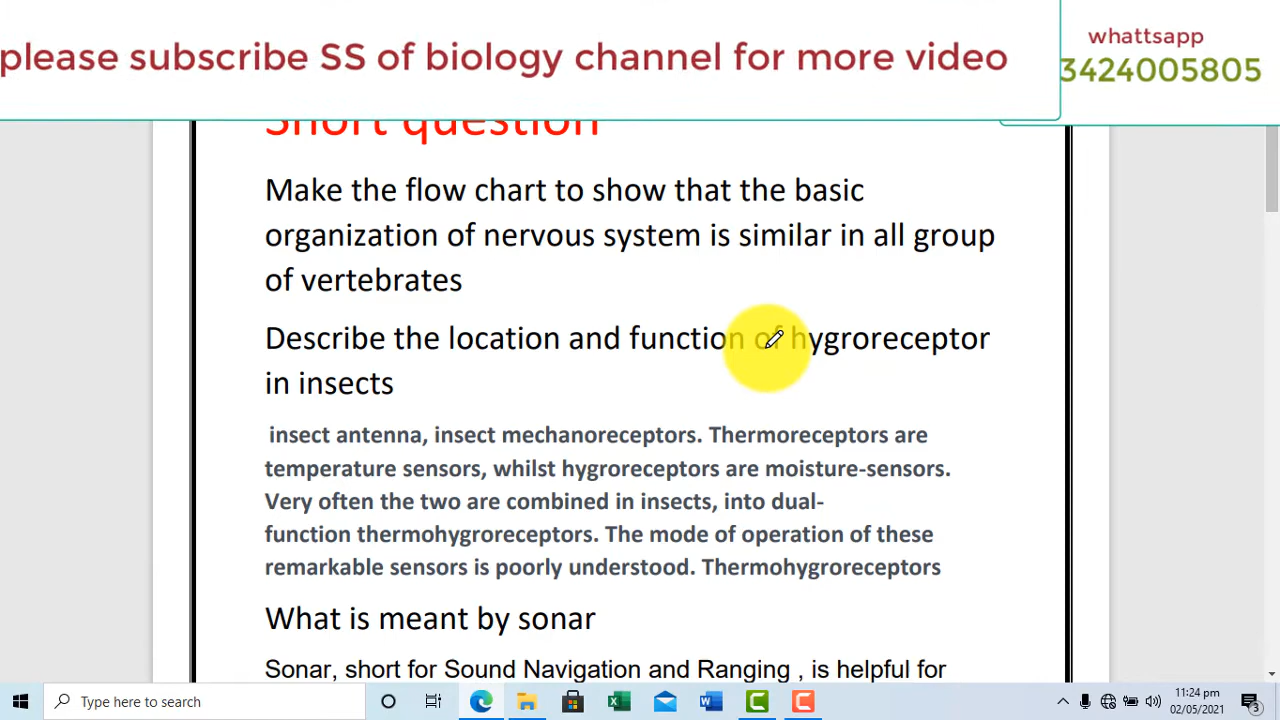 please subscribe SS of biology channel for more video
whattsapp
3424005805
Short question
Make the flow chart to show that the basic
organization of nervous system is similar in all group
of vertebrates
Describe the location and function of hygroreceptor
in insects
insect antenna, insect mechanoreceptors. Thermoreceptors are
temperature sensors, whilst hygroreceptors are moisture-sensors.
Very often the two are combined in insects, into dual-
function thermohygroreceptors. The mode of operation of these
remarkable sensors is poorly understood. Thermohygroreceptors
What is meant by sonar
Sonar, short for Sound Navigation and Ranging , is helpful for
Type here to search
11:24 pm
02/05/2021
3